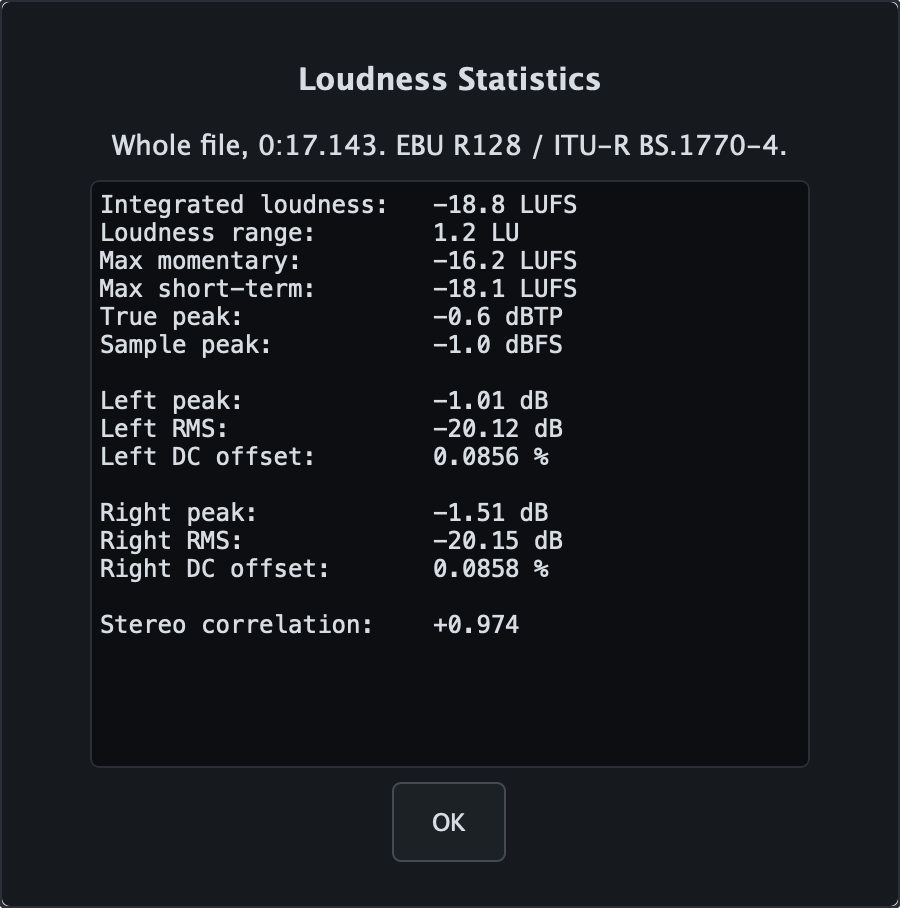 Loudness Statistics
Whole file, 0:17.143. EBU R128 / ITU-R BS.1770-4.
Integrated loudness: -18.8 LUFS
Loudness range: 1.2 LU
Max momentary: -16.2 LUFS
Max short-term: -18.1 LUFS
True peak: -0.6 dBTP
Sample peak: -1.0 dBFS
Left peak: -1.01 dB
Left RMS: -20.12 dB
Left DC offset: 0.0856 %
Right peak: -1.51 dB
Right RMS: -20.15 dB
Right DC offset: 0.0858 %
Stereo correlation: +0.974
OK